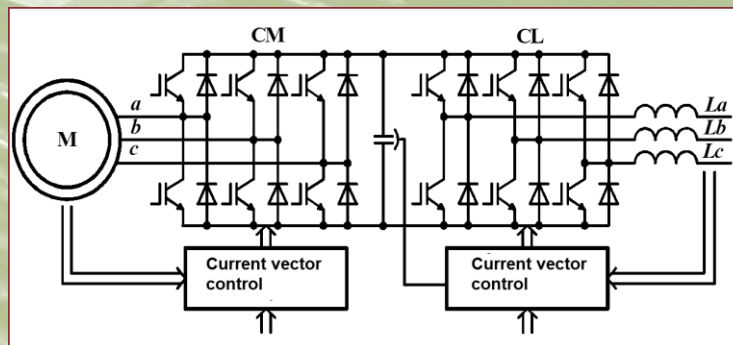 CM
CL
a
b
c
M
La
Lb
Lc
Current vector
control
Current vector
control